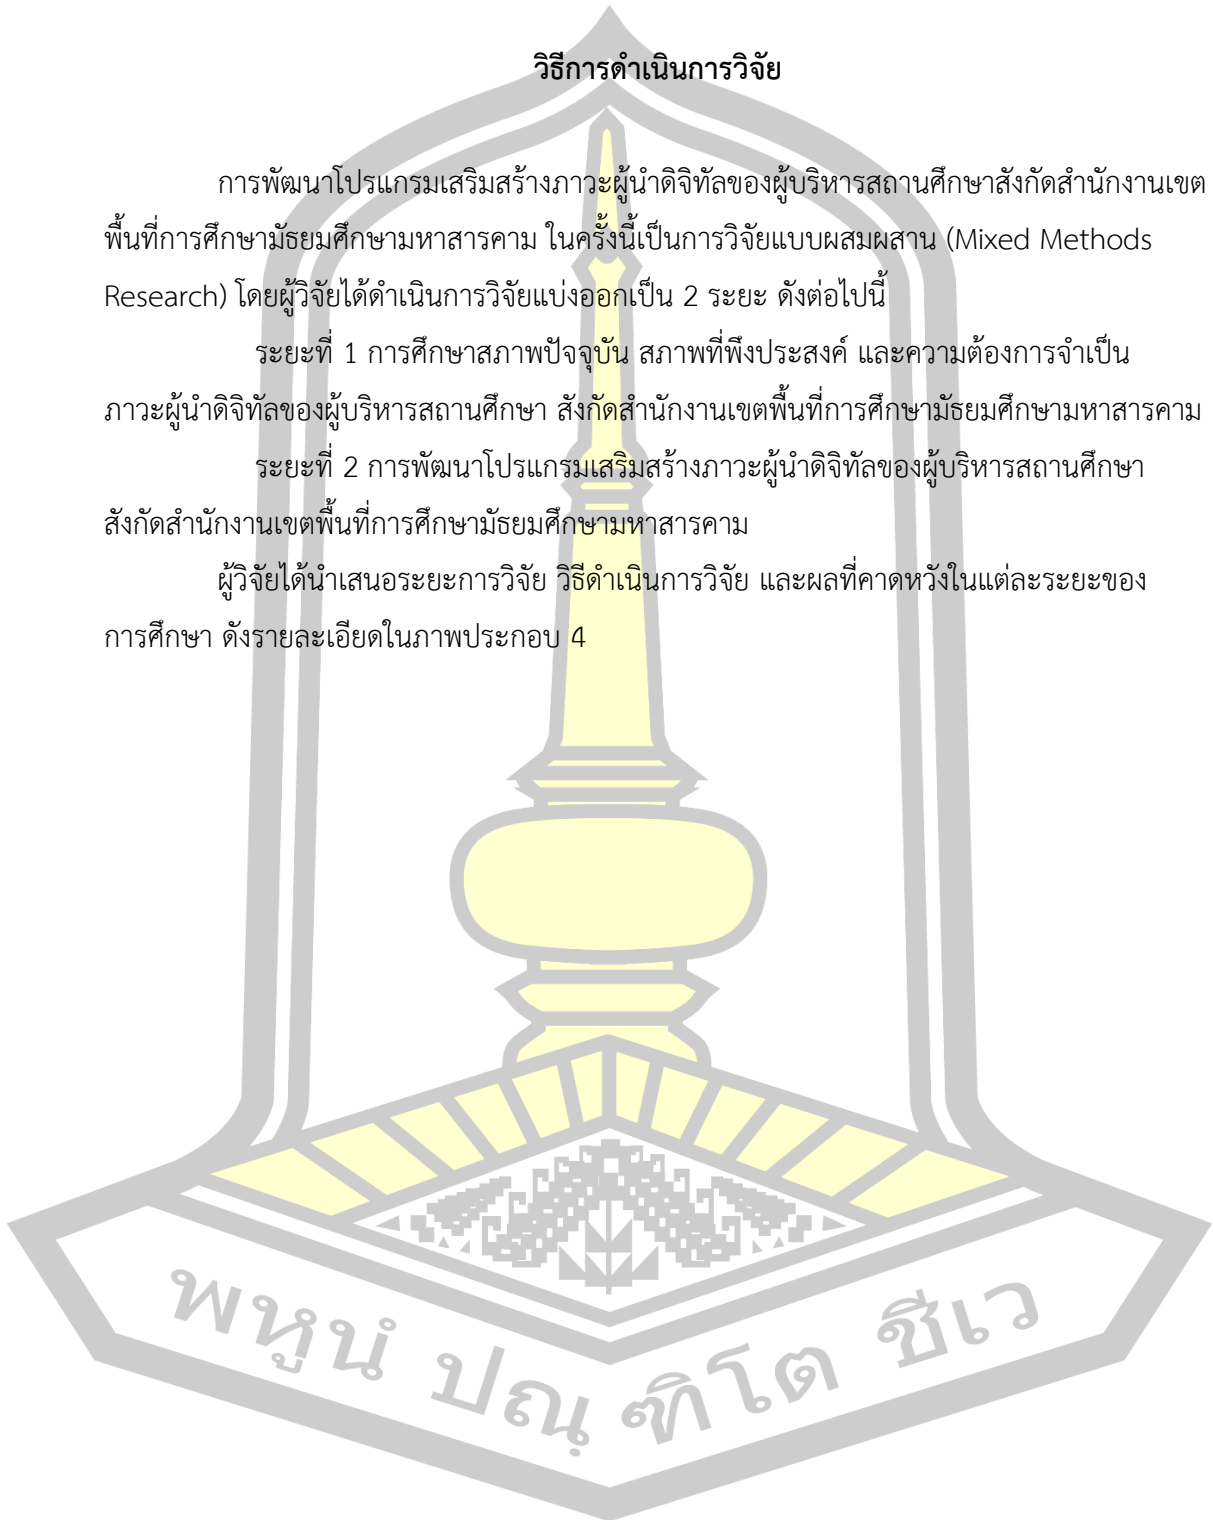 วิธีการดำเนินการวิจัย
การพัฒนาโปรแกรมเสริมสร้างภาวะผู้นำดิจิทัลของผู้บริหารสถานศึกษาสังกัดสำนักงานเขต
พื้นที่การศึกษามัธยมศึกษามหาสารคาม ในครั้งนี้เป็นการวิจัยแบบผสมผสาน (Mixed Methods
Research) โดยผู้วิจัยได้ดำเนินการวิจัยแบ่งออกเป็น 2 ระยะ ดังต่อไปนี้
ระยะที่ 1 การศึกษาสภาพปัจจุบัน สภาพที่พึงประสงค์ และความต้องการจำเป็น
ภาวะผู้นำดิจิทัลของผู้บริหารสถานศึกษา สังกัดสำนักงานเขตพื้นที่การศึกษามัธยมศึกษามหาสารคาม
ระยะที่ 2 การพัฒนาโปรแกรมเสริมสร้างภาวะผู้นำดิจิทัลของผู้บริหารสถานศึกษา
สังกัดสำนักงานเขตพื้นที่การศึกษามัธยมศึกษามหาสารคาม
ผู้วิจัยได้นำเสนอระยะการวิจัย วิธีดำเนินการวิจัย และผลที่คาดหวังในแต่ละระยะของ
การศึกษา ดังรายละเอียดในภาพประกอบ 4
พหูนํ ปณฺ ฑิโต ชีเว